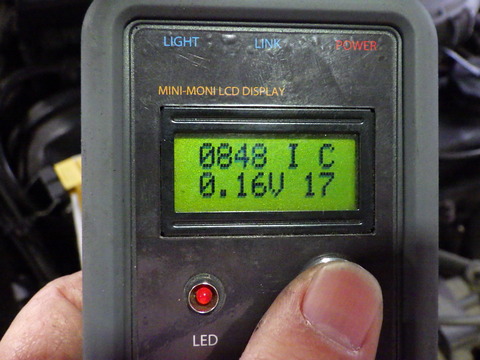 LIGHT LINK POWER
MINI-MONI LCD DISPLAY
0848 I C
0.16V 17
LED